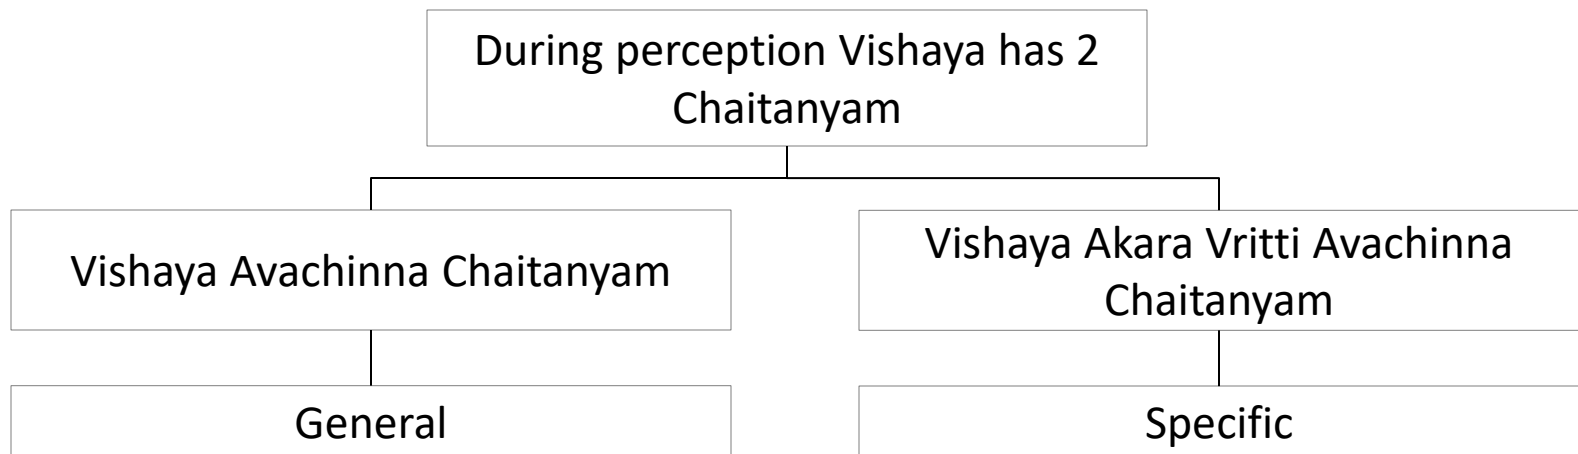 During perception Vishaya has 2
Chaitanyam
Vishaya Avachinna Chaitanyam
Vishaya Akara Vritti Avachinna
Chaitanyam
General
Specific